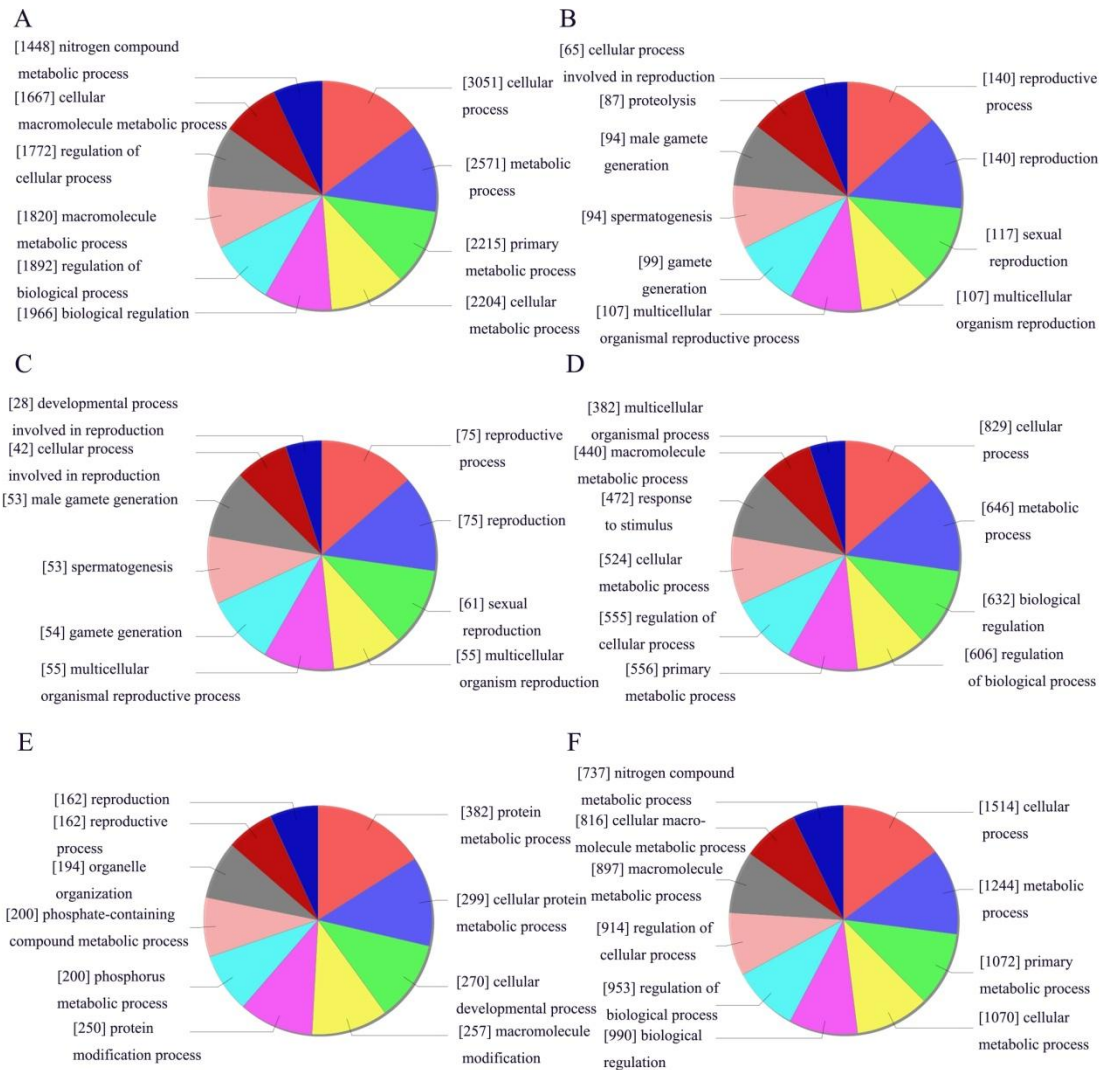 A
[1448] nitrogen compound
metabolic process
[1667] cellular
macromolecule metabolic process
[1772] regulation of
cellular process
[1820] macromolecule
metabolic process
[1892] regulation of
biological process
[1966] biological regulation
[3051] cellular
process
[2571] metabolic
process
[2215] primary
metabolic process
[2204] cellular
metabolic process
B
[65] cellular process
involved in reproduction
[87] proteolysis
[94] male gamete
generation
[94] spermatogenesis
[99] gamete
generation
[107] multicellular
organismal reproductive process
[140] reproductive
process
[140] reproduction
[117] sexual
reproduction
[107] multicellular
organism reproduction
C
[28] developmental process
involved in reproduction
[42] cellular process
involved in reproduction
[53] male gamete generation
[53] spermatogenesis
[54] gamete generation
[55] multicellular
organismal reproductive process
[75] reproductive
process
[75] reproduction
[61] sexual
reproduction
[55] multicellular
organism reproduction
D
[382] multicellular
organismal process
[440] macromolecule
metabolic process
[472] response
to stimulus
[524] cellular
metabolic process
[555] regulation of
cellular process
[556] primary
metabolic process
[829] cellular
process
[646] metabolic
process
[632] biological
regulation
[606] regulation
of biological process
E
[162] reproduction
[162] reproductive
process
[194] organelle
organization
[200] phosphate-containing
compound metabolic process
[200] phosphorus
metabolic process
[250] protein
modification process
[382] protein
metabolic process
[299] cellular protein
metabolic process
[270] cellular
developmental process
[257] macromolecule
modification
F
[737] nitrogen compound
metabolic process
[816] cellular macro-
molecule metabolic process
[897] macromolecule
metabolic process
[914] regulation of
cellular process
[953] regulation of
biological process
[990] biological
regulation
[1514] cellular
process
[1244] metabolic
process
[1072] primary
metabolic process
[1070] cellular
metabolic process